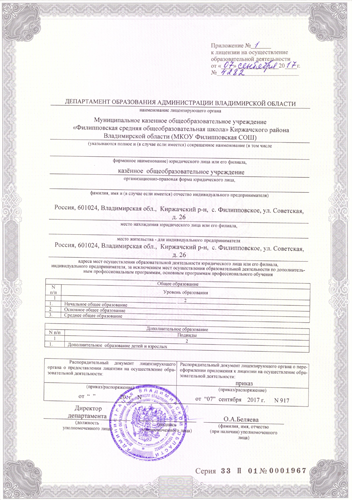 Приложение № 1
к лицензии на осуществление
образовательной деятельности
от « 07 » сентября 2017 г.
№ 4282
ДЕПАРТАМЕНТ ОБРАЗОВАНИЯ АДМИНИСТРАЦИИ ВЛАДИМИРСКОЙ ОБЛАСТИ
наименование лицензирующего органа
Муниципальное казенное общеобразовательное учреждение
«Филипповская средняя общеобразовательная школа» Киржачского района
Владимирской области (МКОУ Филипповская СОШ)
(указываются полное и (в случае если имеется) сокращенное наименование (в том числе
фирменное наименование) юридического лица или его филиала,
казённое общеобразовательное учреждение
организационно-правовая форма юридического лица,
фамилия, имя и (в случае если имеется) отчество индивидуального предпринимателя)
Россия, 601024, Владимирская обл., Киржачский р-н, с. Филипповское, ул. Советская,
д. 26
место нахождения юридического лица или его филиала,
место жительства - для индивидуального предпринимателя
Россия, 601024, Владимирская обл., Киржачский р-н, с. Филипповское, ул. Советская,
д. 26
адреса мест осуществления образовательной деятельности юридического лица или его филиала,
индивидуального предпринимателя, за исключением мест осуществления образовательной деятельности по дополнительным профессиональным программам, основным программам профессионального обучения
Общее образование
N п/п Уровень образования
1 2
1. Начальное общее образование
2. Основное общее образование
3. Среднее общее образование
Дополнительное образование
N п/п Подвиды
1 2
1. Дополнительное образование детей и взрослых
Распорядительный документ лицензирующего органа о предоставлении лицензии на осуществление образовательной деятельности
(приказ/распоряжение)
от " "
Распорядительный документ лицензирующего органа о переоформлении приложения к лицензии на осуществление образовательной деятельности
приказ
(приказ/распоряжение)
от "07" сентября 2017 г. N 917
Директор
департамента
(должность
уполномоченного лица)
О.А.Беляева
(фамилия, имя, отчество
(при наличии) уполномоченного
лица)
Серия 33 П 01 № 0001967